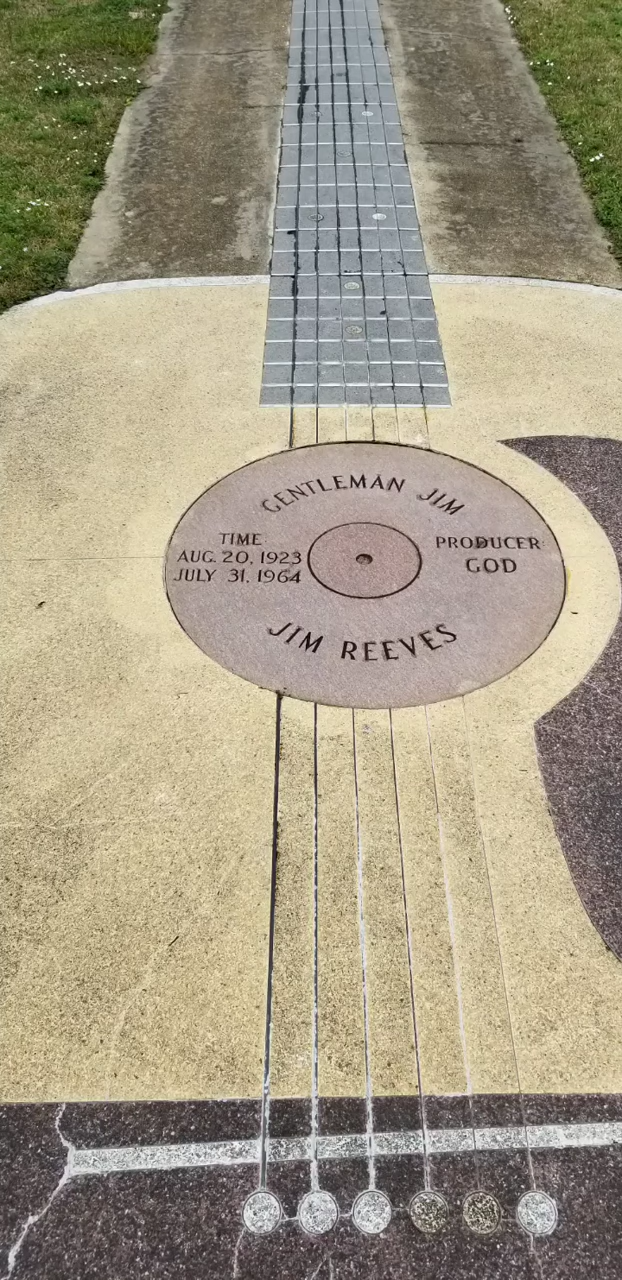 GENTLEMAN JIM
TIME
AUG. 20, 1923
JULY 31, 1964
PRODUCER
GOD
JIM REEVES